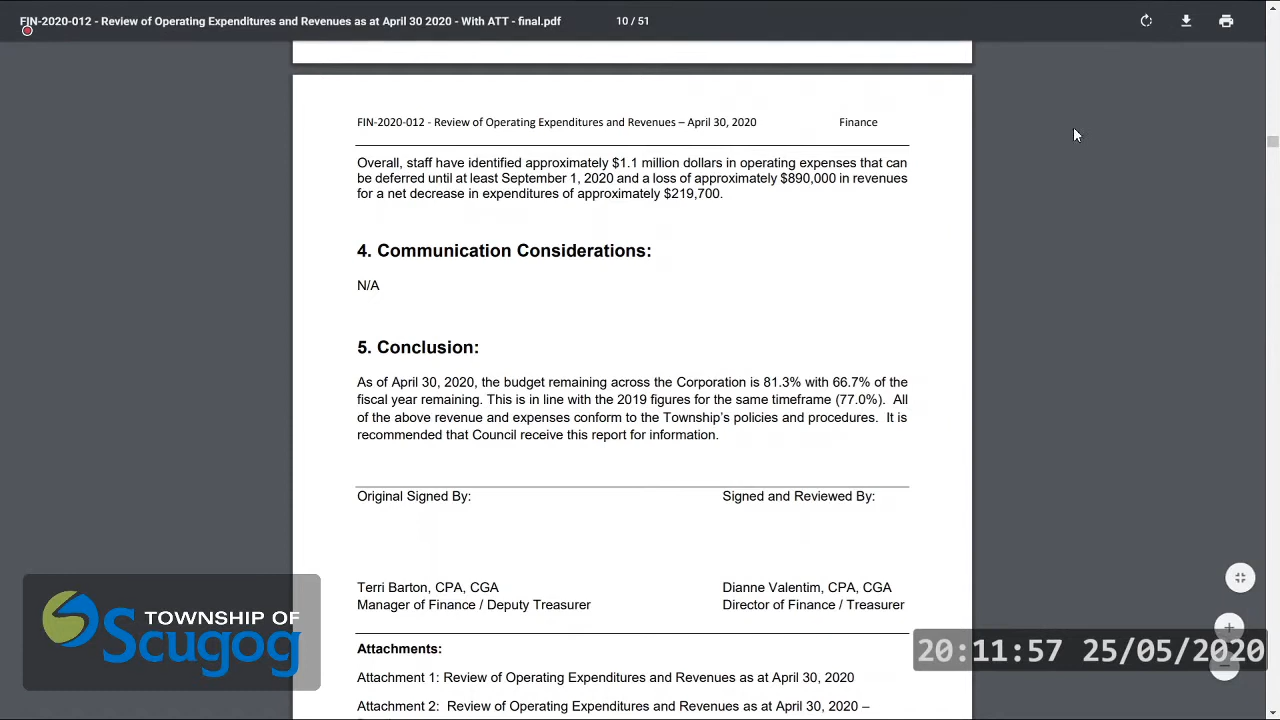 FIN-2020-012 - Review of Operating Expenditures and Revenues as at April 30 2020 - With ATT - final.pdf
10 / 51
FIN-2020-012 - Review of Operating Expenditures and Revenues – April 30, 2020 Finance
Overall, staff have identified approximately $1.1 million dollars in operating expenses that can
be deferred until at least September 1, 2020 and a loss of approximately $890,000 in revenues
for a net decrease in expenditures of approximately $219,700.
4. Communication Considerations:
N/A
5. Conclusion:
As of April 30, 2020, the budget remaining across the Corporation is 81.3% with 66.7% of the
fiscal year remaining. This is in line with the 2019 figures for the same timeframe (77.0%). All
of the above revenue and expenses conform to the Township's policies and procedures. It is
recommended that Council receive this report for information.
Original Signed By: Signed and Reviewed By:
Terri Barton, CPA, CGA Dianne Valentim, CPA, CGA
Manager of Finance / Deputy Treasurer Director of Finance / Treasurer
TOWNSHIP OF
Scugog
20:11:57 25/05/2020
Attachments:
Attachment 1: Review of Operating Expenditures and Revenues as at April 30, 2020
Attachment 2: Review of Operating Expenditures and Revenues as at April 30, 2020 –